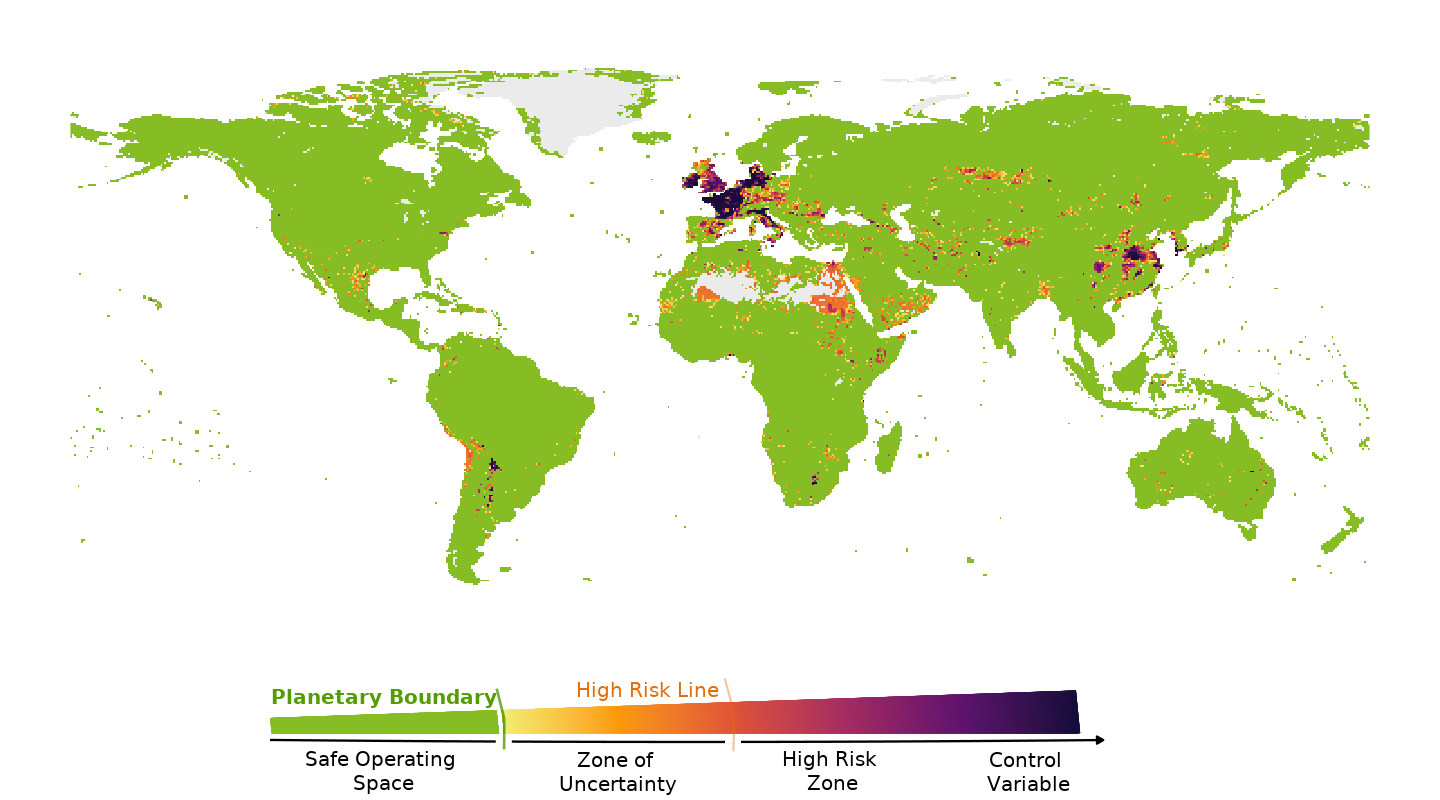 Planetary Boundary
High Risk Line
Safe Operating
Space
Zone of
Uncertainty
High Risk
Zone
Control
Variable